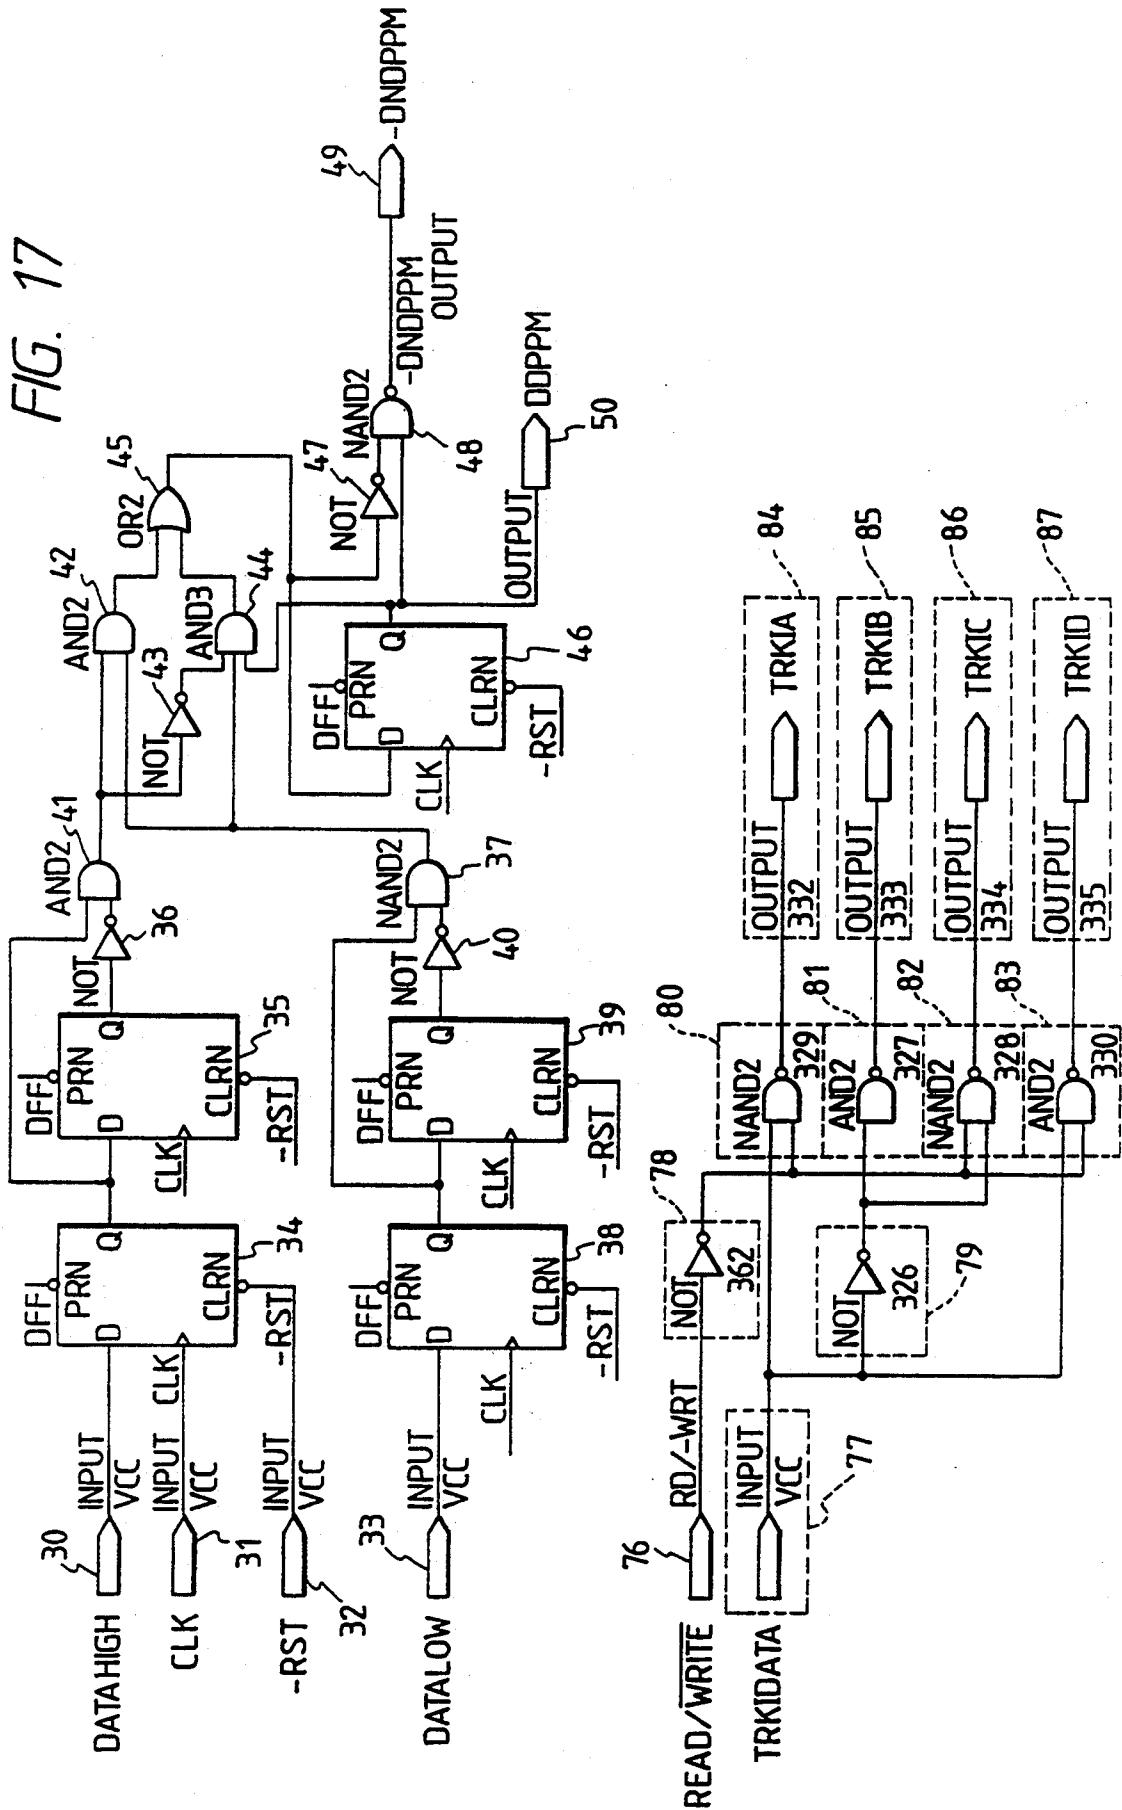 FIG. 17
DATAHIGH
30
INPUT
VCC
CLK
31
INPUT
VCC
CLK
-RST
32
INPUT
VCC
-RST
DFF
PRN
D
Q
CLRN
34
DFF
PRN
D
Q
CLK
CLRN
35
-RST
NOT
36
AND2
41
NOT
43
AND2
42
AND3
44
OR2
45
DATALOW
33
INPUT
VCC
DFF
PRN
D
Q
CLK
CLRN
38
-RST
DFF
PRN
D
Q
CLK
CLRN
39
-RST
NOT
40
NAND2
37
DFF
PRN
D
Q
CLK
CLRN
46
-RST
NOT
47
NAND2
48
-DNDPPM
OUTPUT
49
-DNDPPM
OUTPUT
50
DDPPM
READ/WRITE
76
RD/-WRT
NOT
362
78
TRKIDATA
INPUT
VCC
77
NOT
326
79
80
NAND2
329
81
AND2
327
82
NAND2
328
83
AND2
330
OUTPUT
332
TRKIA
84
OUTPUT
333
TRKIB
85
OUTPUT
334
TRKIC
86
OUTPUT
335
TRKID
87